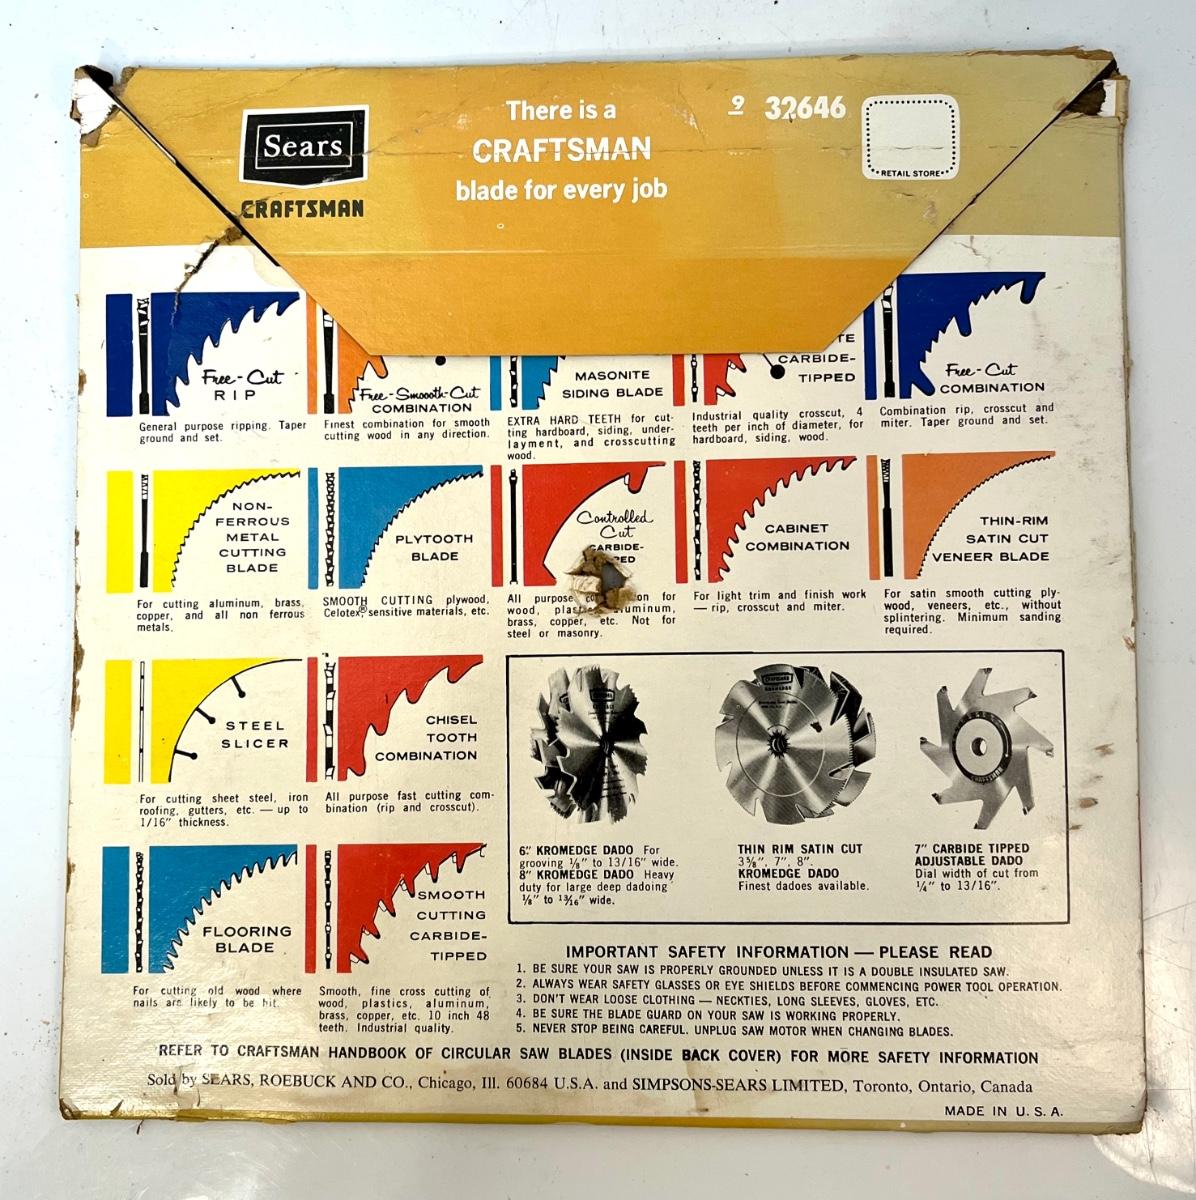 Sears
CRAFTSMAN
There is a
CRAFTSMAN
blade for every job
9 32646
RETAIL STORE
Free-Cut
RIP
General purpose ripping. Taper
ground and set.
Free-Smooth-Cut
COMBINATION
Finest combination for smooth
cutting wood in any direction.
MASONITE
SIDING BLADE
EXTRA HARD TEETH for cut-
ting hardboard, siding, under-
layment, and crosscutting
wood.
CARBIDE-
TIPPED
Industrial quality crosscut, 4
teeth per inch of diameter, for
hardboard, siding, wood.
Free-Cut
COMBINATION
Combination rip, crosscut and
miter. Taper ground and set.
NON-
FERROUS
METAL
CUTTING
BLADE
For cutting aluminum, brass,
copper, and all non ferrous
metals.
PLYTOOTH
BLADE
SMOOTH CUTTING plywood,
Celotex®, sensitive materials, etc.
Controlled
Cut
All purpose for
wood,
brass, copper, etc. Not for
steel or masonry.
CABINET
COMBINATION
For light trim and finish work
— rip, crosscut and miter.
THIN-RIM
SATIN CUT
VENEER BLADE
For satin smooth cutting ply-
wood, veneers, etc., without
splintering. Minimum sanding
required.
STEEL
SLICER
For cutting sheet steel, iron
roofing, gutters, etc. — up to
1/16" thickness.
CHISEL
TOOTH
COMBINATION
All purpose fast cutting com-
bination (rip and crosscut).
FLOORING
BLADE
For cutting old wood where
nails are likely to be hit.
SMOOTH
CUTTING
CARBIDE-
TIPPED
Smooth, fine cross cutting of
wood, plastics, aluminum,
brass, copper, etc. 10 inch 48
teeth. Industrial quality.
6" KROMEDGE DADO For
grooving ⅛" to 13/16" wide.
8" KROMEDGE DADO Heavy
duty for large deep dadoing
⅛" to 13/16" wide.
THIN RIM SATIN CUT
3⅝", 7", 8".
KROMEDGE DADO
Finest dadoes available.
7" CARBIDE TIPPED
ADJUSTABLE DADO
Dial width of cut from
¼" to 13/16".
IMPORTANT SAFETY INFORMATION — PLEASE READ
1. BE SURE YOUR SAW IS PROPERLY GROUNDED UNLESS IT IS A DOUBLE INSULATED SAW.
2. ALWAYS WEAR SAFETY GLASSES OR EYE SHIELDS BEFORE COMMENCING POWER TOOL OPERATION.
3. DON'T WEAR LOOSE CLOTHING — NECKTIES, LONG SLEEVES, GLOVES, ETC.
4. BE SURE THE BLADE GUARD ON YOUR SAW IS WORKING PROPERLY.
5. NEVER STOP BEING CAREFUL. UNPLUG SAW MOTOR WHEN CHANGING BLADES.
REFER TO CRAFTSMAN HANDBOOK OF CIRCULAR SAW BLADES (INSIDE BACK COVER) FOR MORE SAFETY INFORMATION
Sold by SEARS, ROEBUCK AND CO., Chicago, Ill. 60684 U.S.A. and SIMPSONS-SEARS LIMITED, Toronto, Ontario, Canada
MADE IN U.S.A.